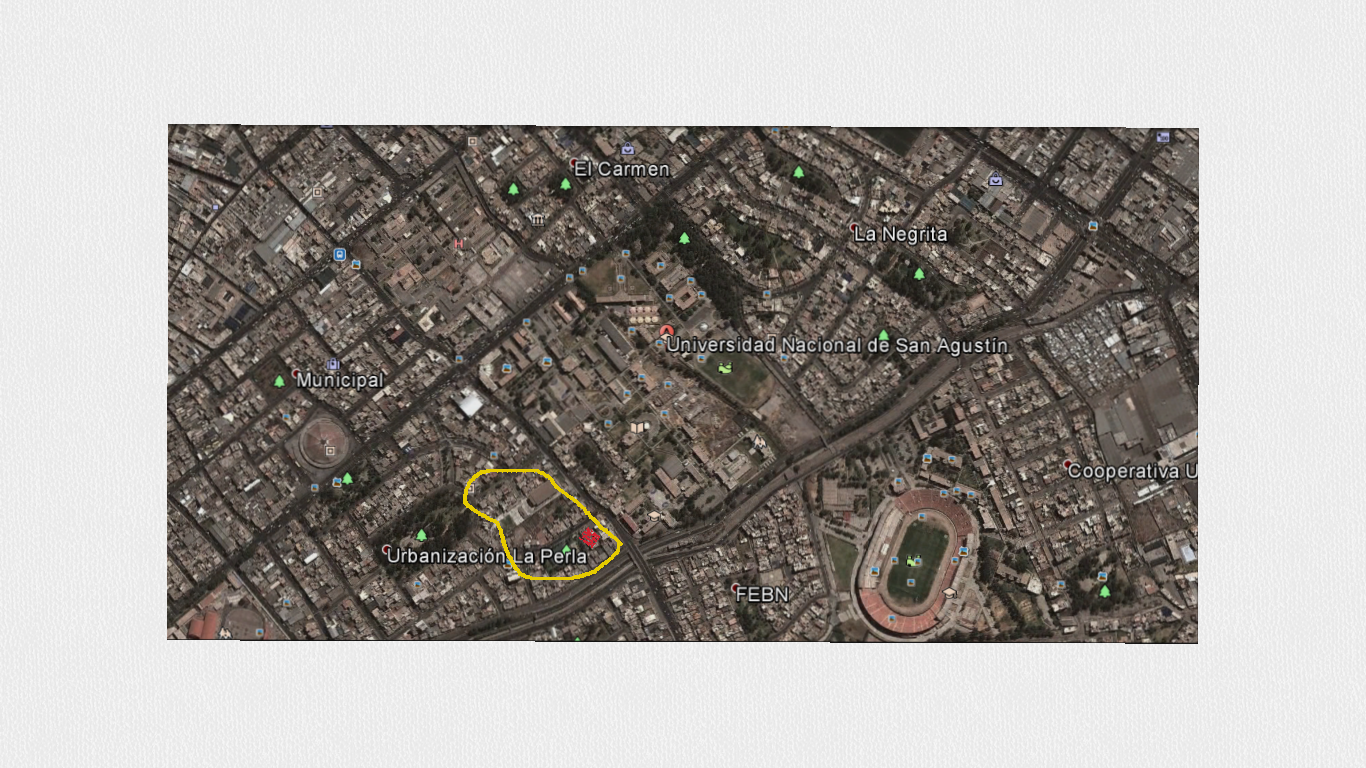 El Carmen
La Negrita
H
Universidad Nacional de San Agustín
A
Municipal
Cooperativa U
Urbanización La Perla
FEBN